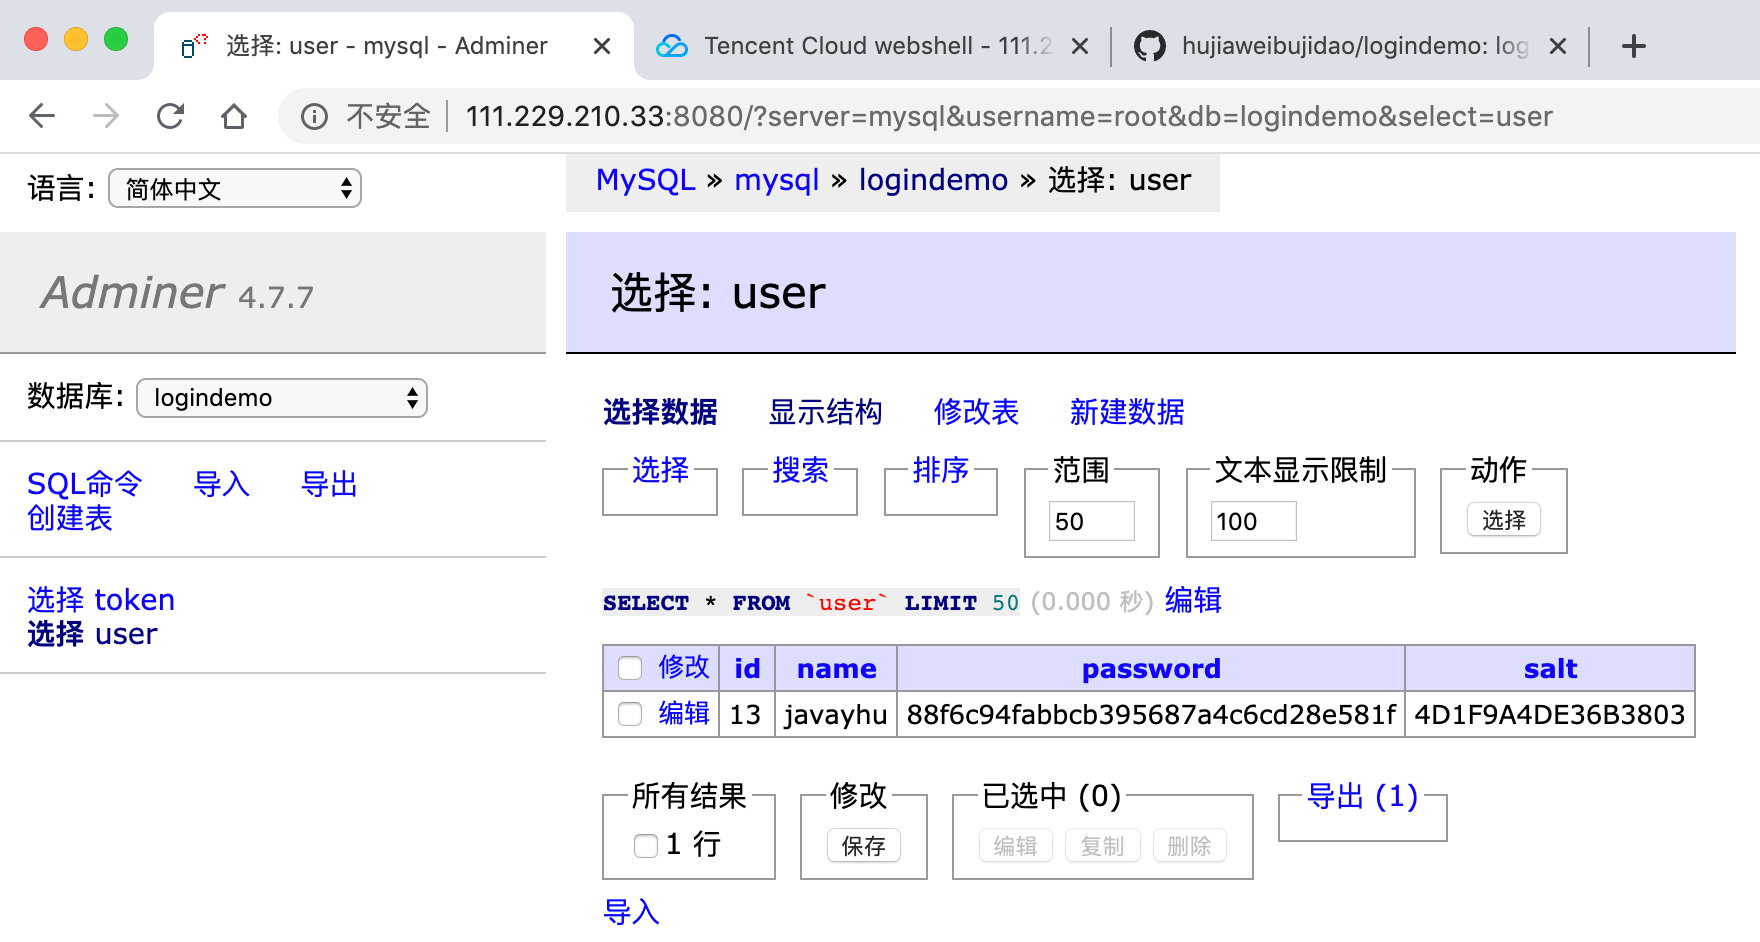 选择: user - mysql - Adminer
Tencent Cloud webshell - 111.2
hujiaweibujidao/logindemo: log
不安全 111.229.210.33:8080/?server=mysql&username=root&db=logindemo&select=user
语言: 简体中文
MySQL » mysql » logindemo » 选择: user
Adminer 4.7.7
选择: user
数据库: logindemo
选择数据 显示结构 修改表 新建数据
SQL命令 导入 导出
创建表
选择 搜索 排序 范围 文本显示限制 动作
50 100 选择
选择 token
选择 user
SELECT * FROM `user` LIMIT 50 (0.000 秒) 编辑
修改 id name password salt
编辑 13 javayhu 88f6c94fabbcb395687a4c6cd28e581f 4D1F9A4DE36B3803
所有结果 修改 已选中 (0) 导出 (1)
1 行 保存 编辑 复制 删除
导入